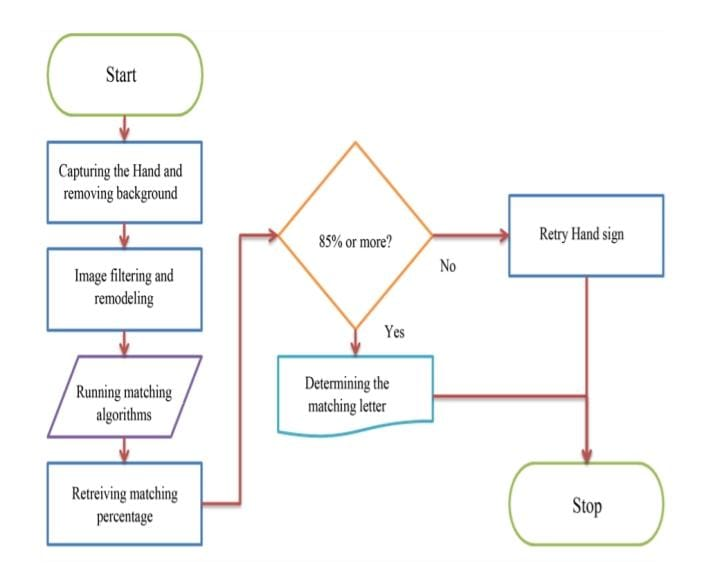 Start
Capturing the Hand and
removing background
Image filtering and
remodeling
Running matching
algorithms
Retreiving matching
percentage
85% or more?
No
Yes
Retry Hand sign
Determining the
matching letter
Stop